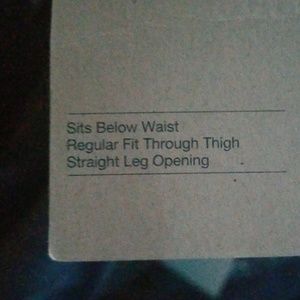 Sits Below Waist
Regular Fit Through Thigh
Straight Leg Opening